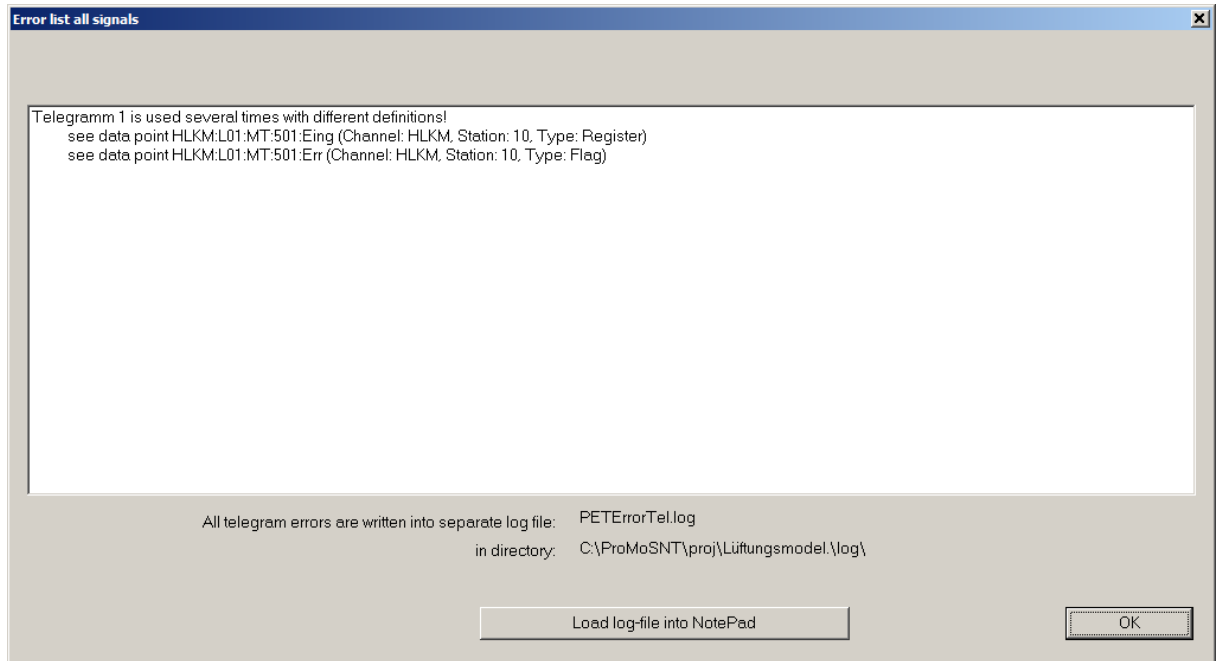 Error list all signals
Telegramm 1 is used several times with different definitions!
see data point HLKM:L01:MT:501:Eing (Channel: HLKM, Station: 10, Type: Register)
see data point HLKM:L01:MT:501:Err (Channel: HLKM, Station: 10, Type: Flag)
All telegram errors are written into separate log file: PETErrorTel.log
in directory: C:\ProMoSNT\proj\Lüftungsmodel.\log\
Load log-file into NotePad
OK